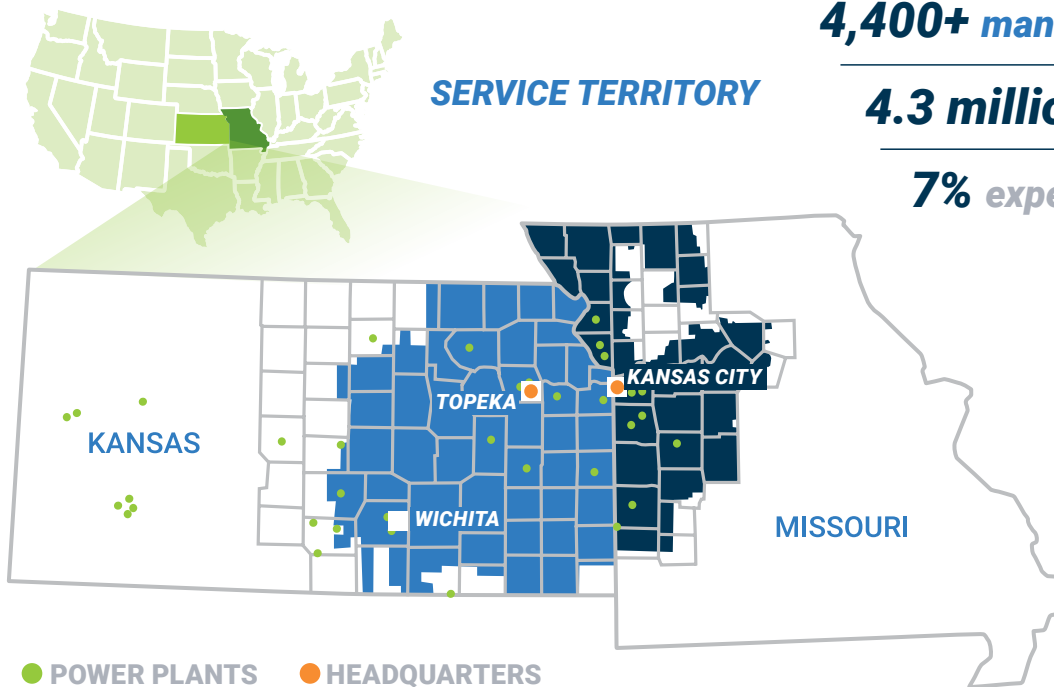 4,400+
SERVICE TERRITORY
4.3
7%
KANSAS CITY
TOPEKA
KANSAS
WICHITA
MISSOURI
POWER PLANTS
HEADQUARTERS